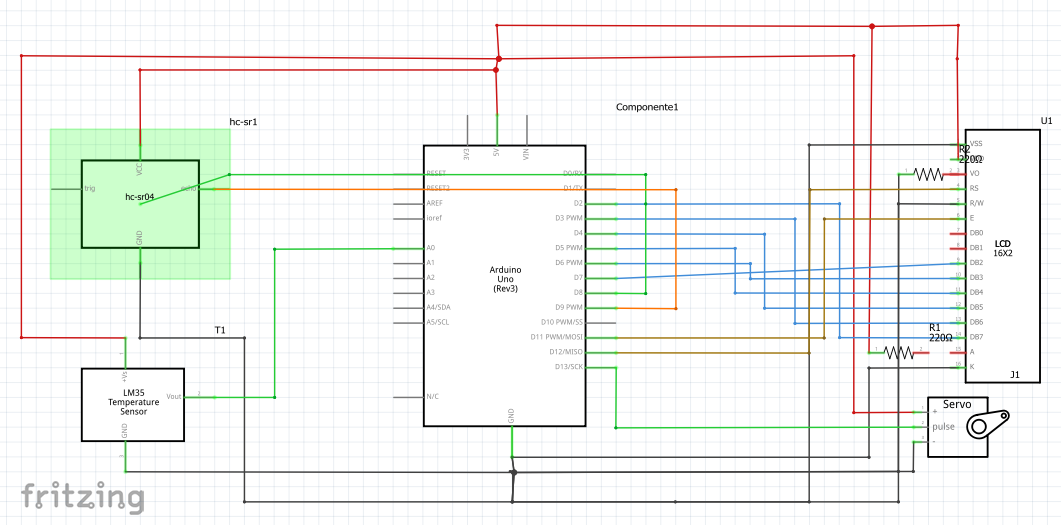 Componente1
hc-sr1
U1
VCC
trig
echo
hc-sr04
GND
3V3
5V
VIN
RESET
RESET2
AREF
ioref
A0
A1
A2
A3
A4/SDA
A5/SCL
N/C
Arduino
Uno
(Rev3)
D0/RX
D1/TX
D2
D3 PWM
D4
D5 PWM
D6 PWM
D7
D8
D9 PWM
D10 PWM/SS
D11 PWM/MOSI
D12/MISO
D13/SCK
GND
R2
220Ω
VSS
VO
RS
R/W
E
DB0
DB1
DB2
DB3
DB4
DB5
DB6
DB7
A
K
LCD
16X2
R1
220Ω
J1
T1
+Vs
LM35
Temperature
Sensor
Vout
GND
Servo
+
pulse
-
fritzing